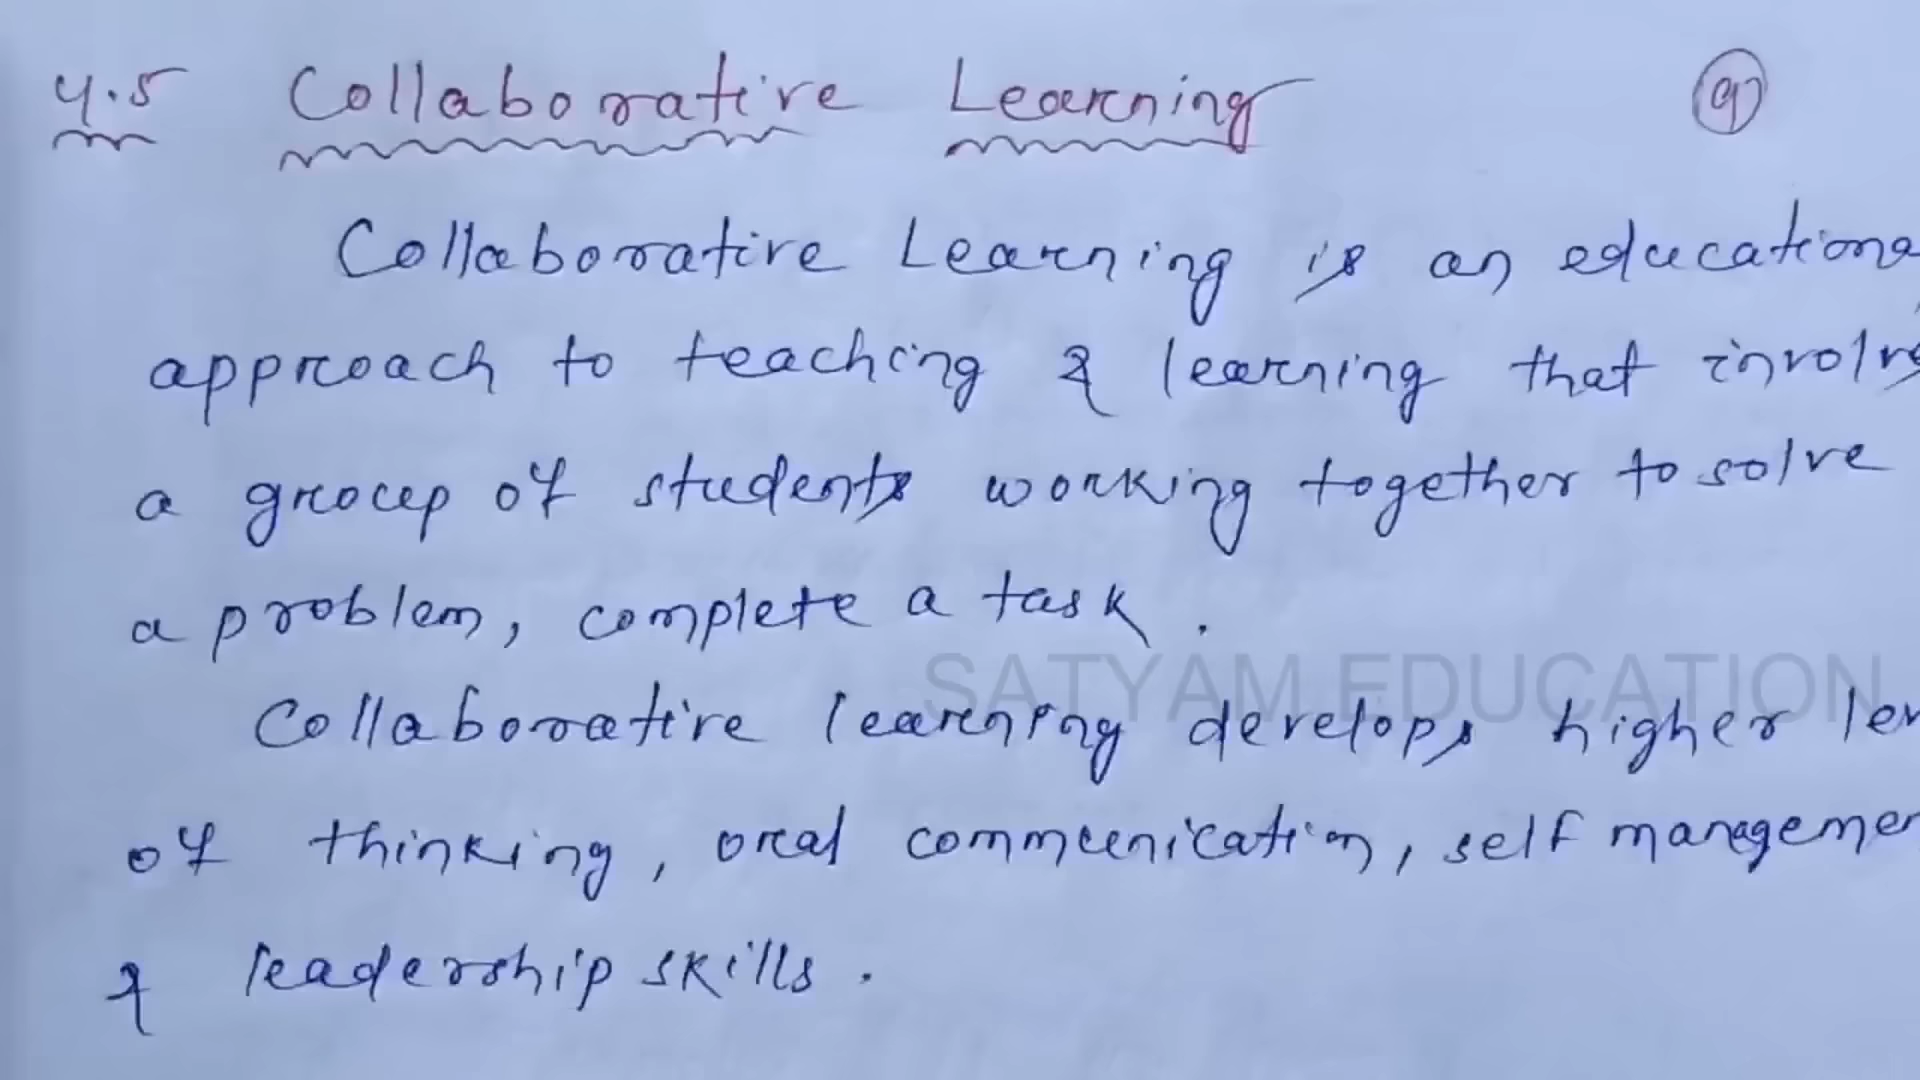 4.5 Collaborative Learning 9
Collaborative Learning is an educationa
approach to teaching & learning that involve
a group of students working together to solve
a problem, complete a task.
SATYAM EDUCATION
Collaborative learning develops higher lev
of thinking, oral communication, self managemen
& leadership skills.